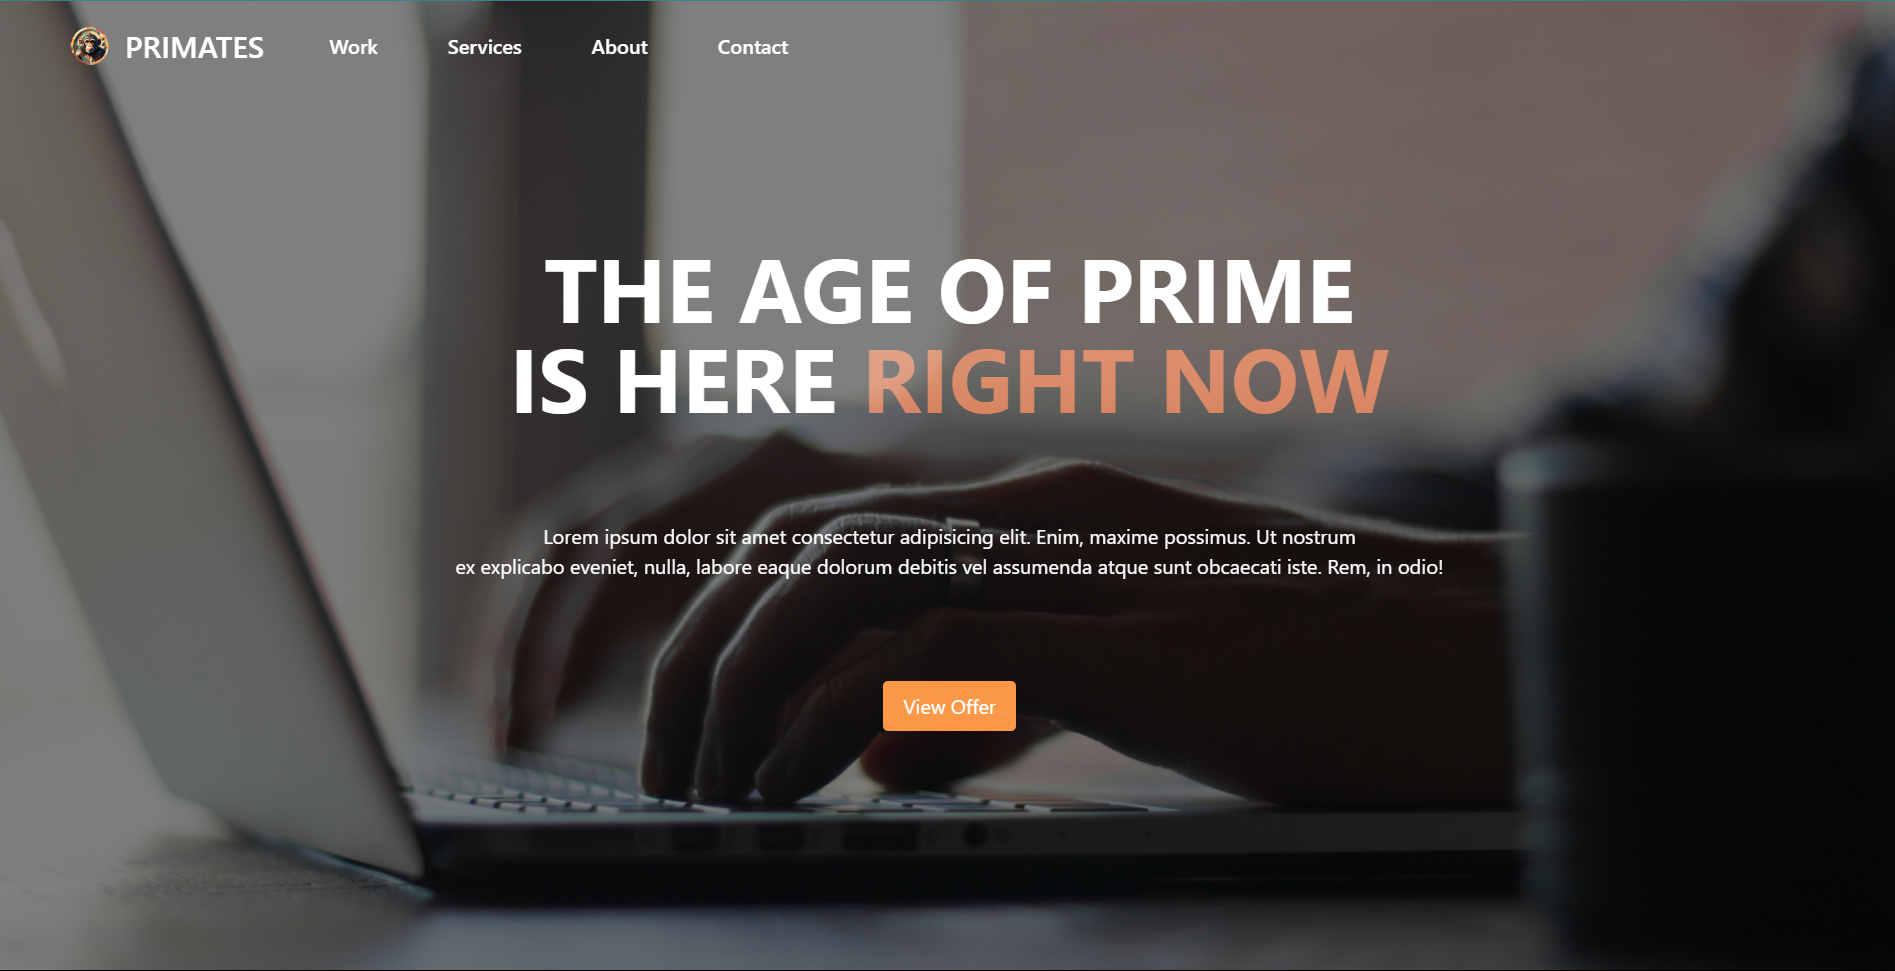 PRIMATES Work Services About Contact
THE AGE OF PRIME
IS HERE RIGHT NOW
Lorem ipsum dolor sit amet consectetur adipisicing elit. Enim, maxime possimus. Ut nostrum
ex explicabo eveniet, nulla, labore eaque dolorum debitis vel assumenda atque sunt obcaecati iste. Rem, in odio!
View Offer